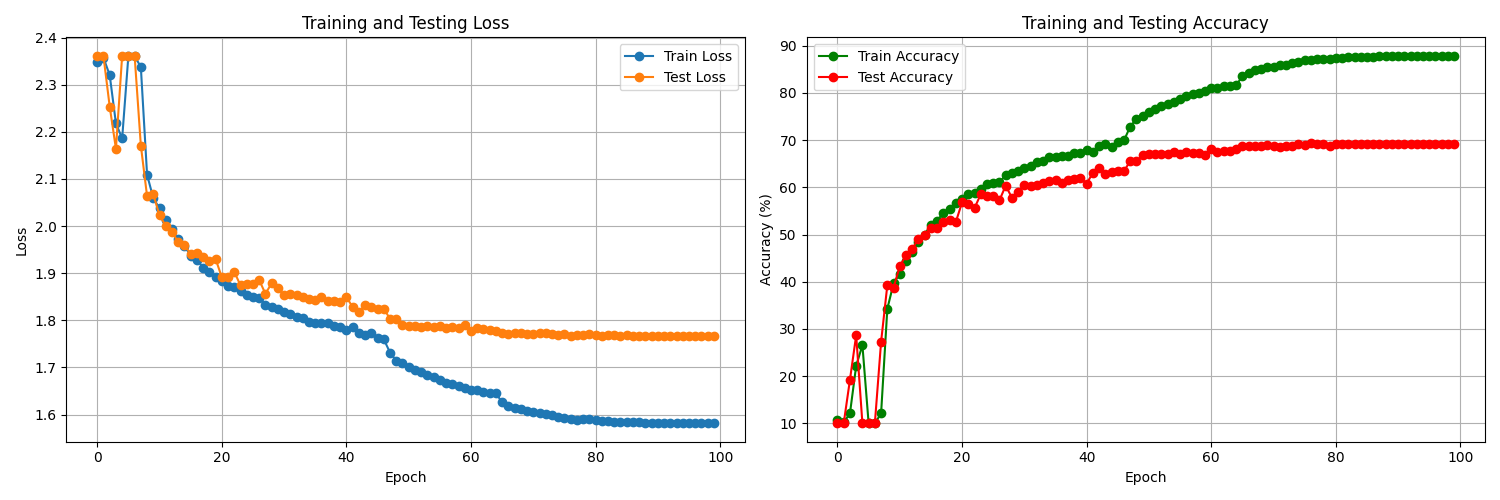 Training and Testing Loss
2.4
2.3
2.2
2.1
2.0
1.9
1.8
1.7
1.6
Loss
0 20 40 60 80 100
Epoch
Train Loss
Test Loss
Training and Testing Accuracy
90
80
70
60
50
40
30
20
10
Accuracy (%)
0 20 40 60 80 100
Epoch
Train Accuracy
Test Accuracy